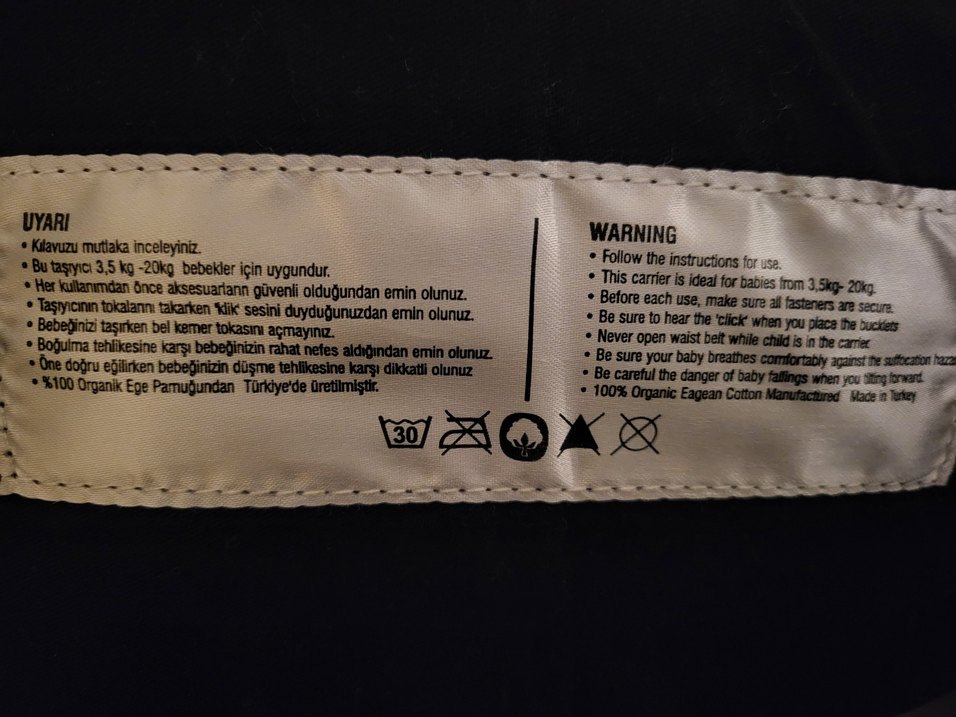 UYARI
• Kılavuzu mutlaka inceleyiniz.
• Bu taşıyıcı 3,5 kg -20kg bebekler için uygundur.
• Her kullanımdan önce aksesuarların güvenli olduğundan emin olunuz.
• Taşıyıcının tokalarını takarken 'klik' sesini duyduğunuzdan emin olunuz.
• Bebeğinizi taşırken bel kemer tokasını açmayınız.
• Boğulma tehlikesine karşı bebeğinizin rahat nefes aldığından emin olunuz.
• Öne doğru eğilirken bebeğinizin düşme tehlikesine karşı dikkatli olunuz
• %100 Organik Ege Pamuğundan Türkiye'de üretilmiştir.
WARNING
• Follow the instructions for use.
• This carrier is ideal for babies from 3,5kg- 20kg.
• Before each use, make sure all fasteners are secure.
• Be sure to hear the 'click' when you place the bucklets
• Never open waist belt while child is in the carrier.
• Be sure your baby breathes comfortably against the suffocation hazar
• Be careful the danger of baby fallings when you tilting forward.
• 100% Organic Eagean Cotton Manufactured Made in Turkey
30